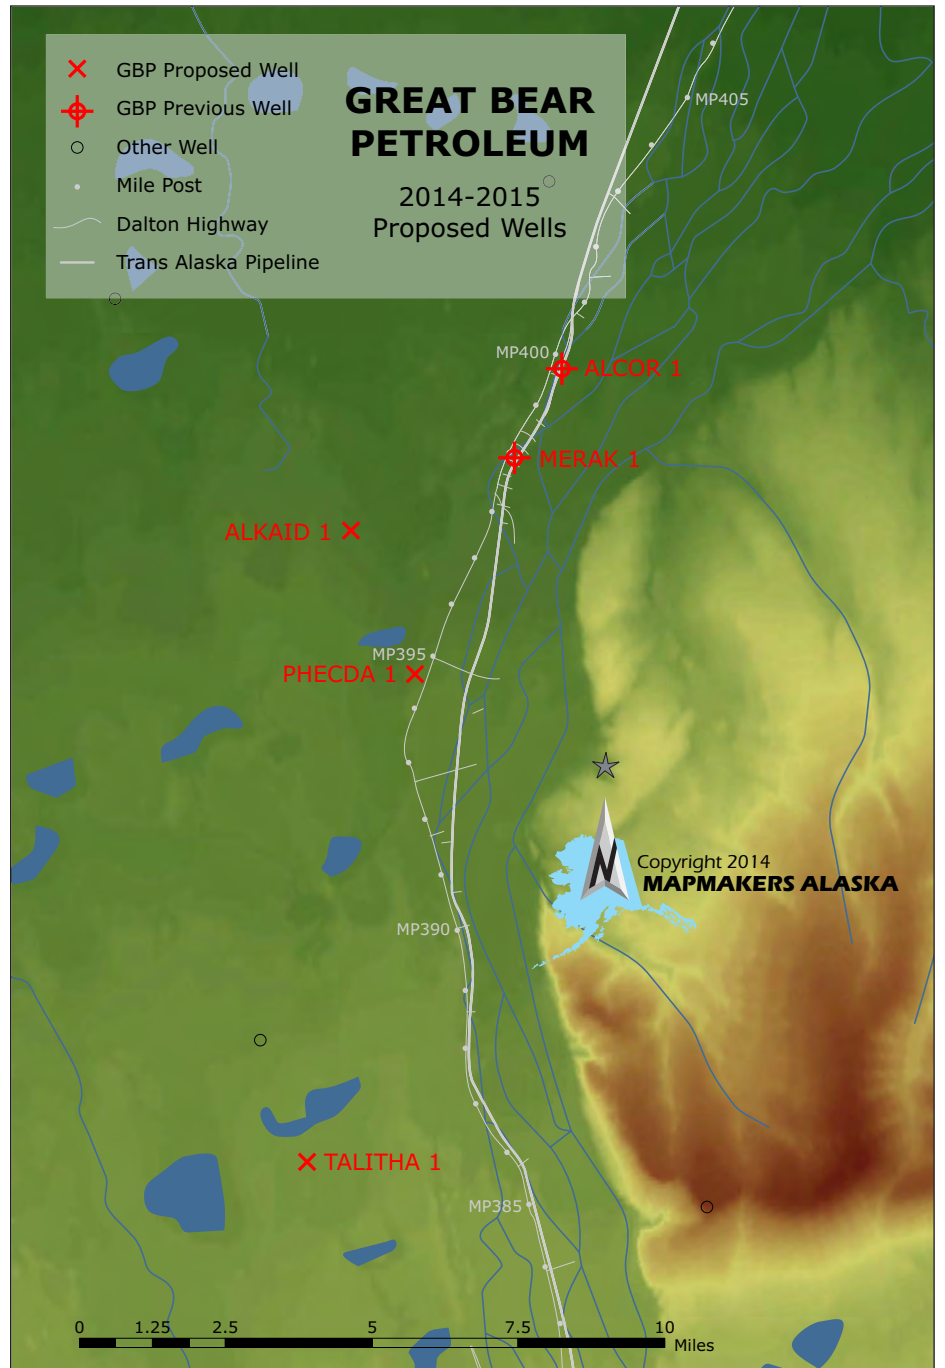 GBP Proposed Well
GBP Previous Well
Other Well
Mile Post
Dalton Highway
Trans Alaska Pipeline
GREAT BEAR
PETROLEUM
2014-2015
Proposed Wells
MP405
MP400
ALCOR 1
MERAK 1
ALKAID 1
MP395
PHECDA 1
N
Copyright 2014
MAPMAKERS ALASKA
MP390
TALITHA 1
MP385
0 1.25 2.5 5 7.5 10
Miles